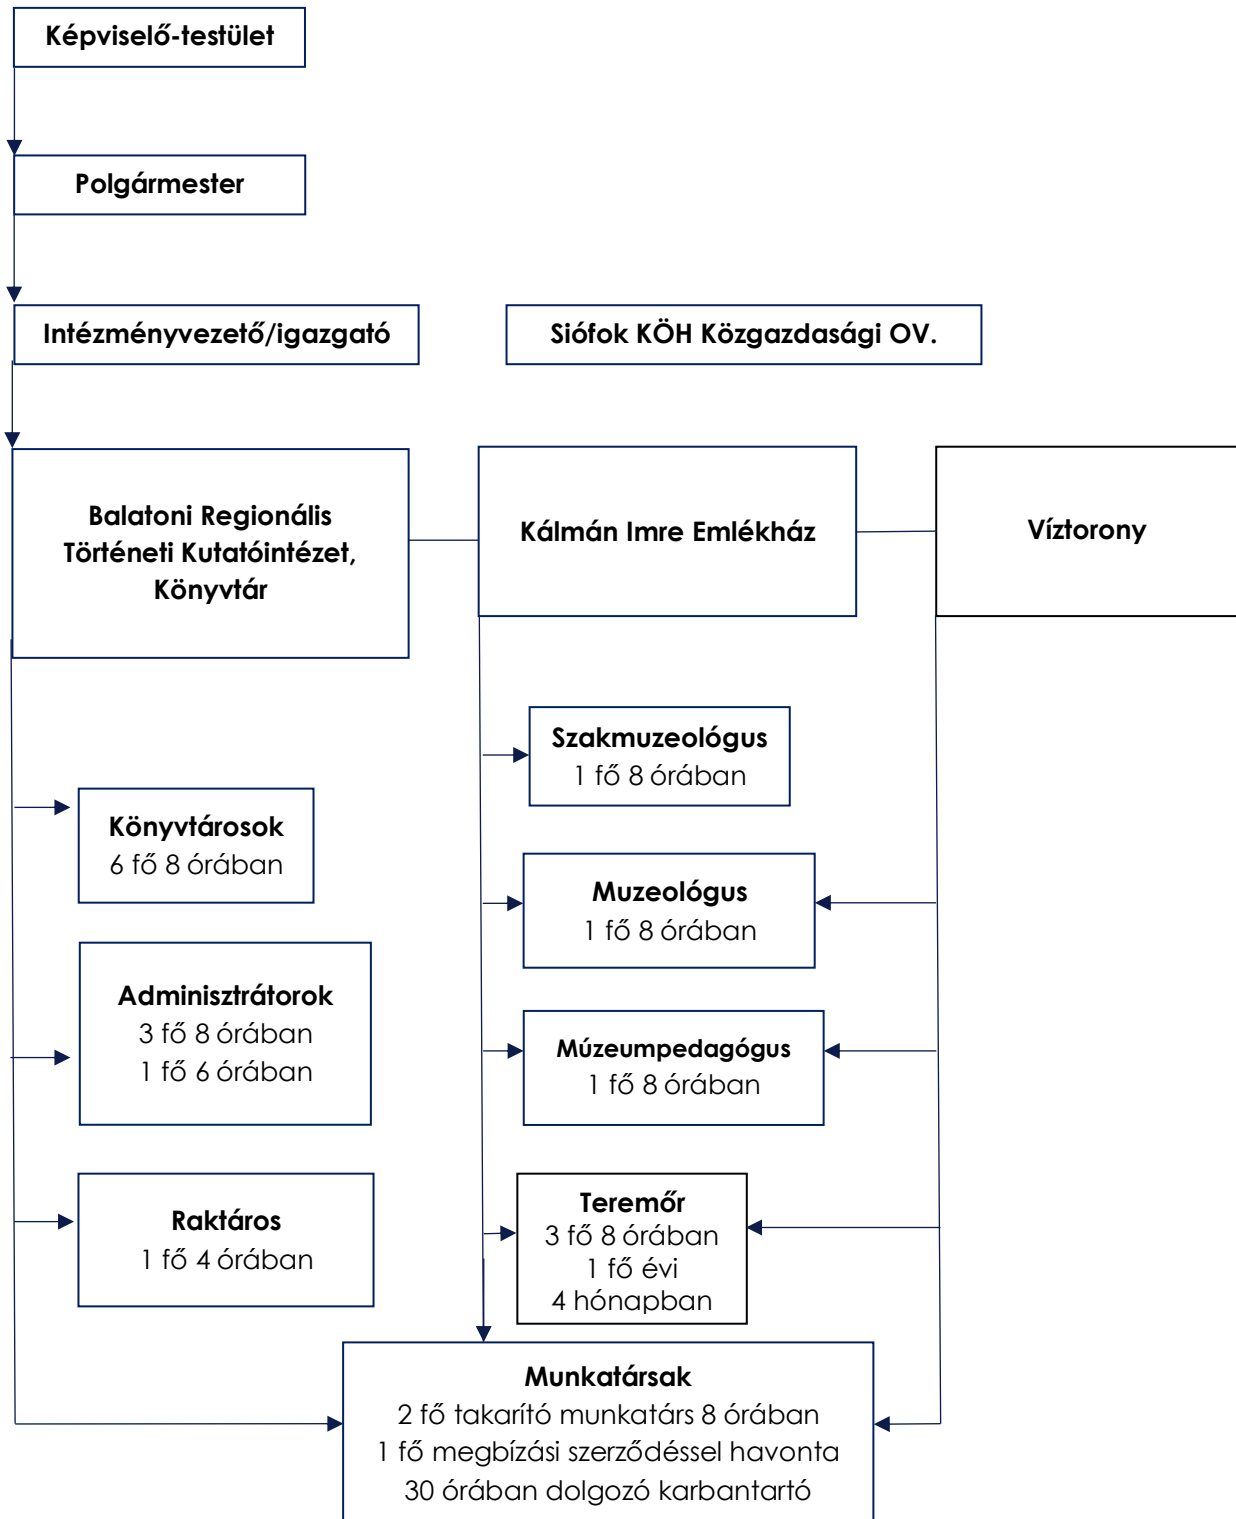 Képviselő-testület
Polgármester
Intézményvezető/igazgató
Siófok KÖH Közgazdasági OV.
Balatoni Regionális
Történeti Kutatóintézet,
Könyvtár
Kálmán Imre Emlékház
Víztorony
Szakmuzeológus
1 fő 8 órában
Könyvtárosok
6 fő 8 órában
Muzeológus
1 fő 8 órában
Adminisztrátorok
3 fő 8 órában
1 fő 6 órában
Múzeumpedagógus
1 fő 8 órában
Raktáros
1 fő 4 órában
Teremőr
3 fő 8 órában
1 fő évi
4 hónapban
Munkatársak
2 fő takarító munkatárs 8 órában
1 fő megbízási szerződéssel havonta
30 órában dolgozó karbantartó